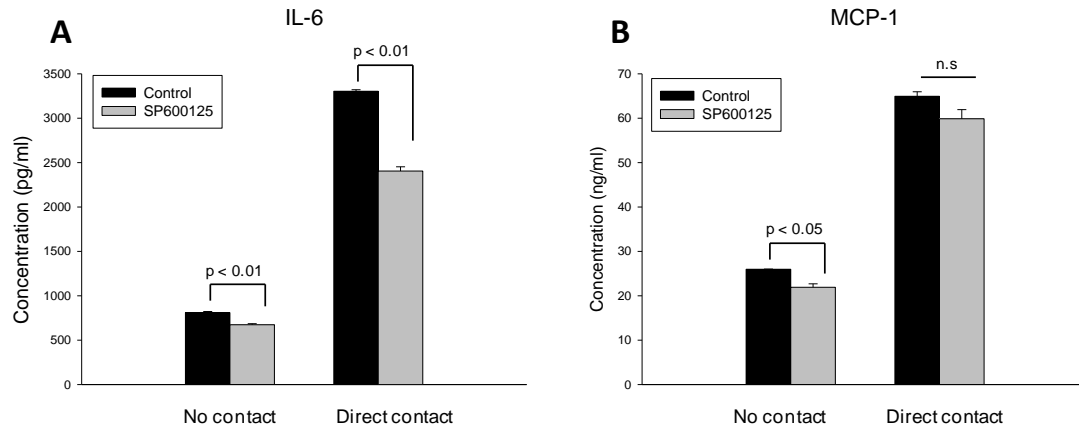 A
IL-6
p < 0.01
3500
3000
2500
2000
1500
1000
500
0
Concentration (pg/ml)
Control
SP600125
p < 0.01
No contact
Direct contact
B
MCP-1
n.s
70
60
50
40
30
20
10
0
Concentration (ng/ml)
Control
SP600125
p < 0.05
No contact
Direct contact